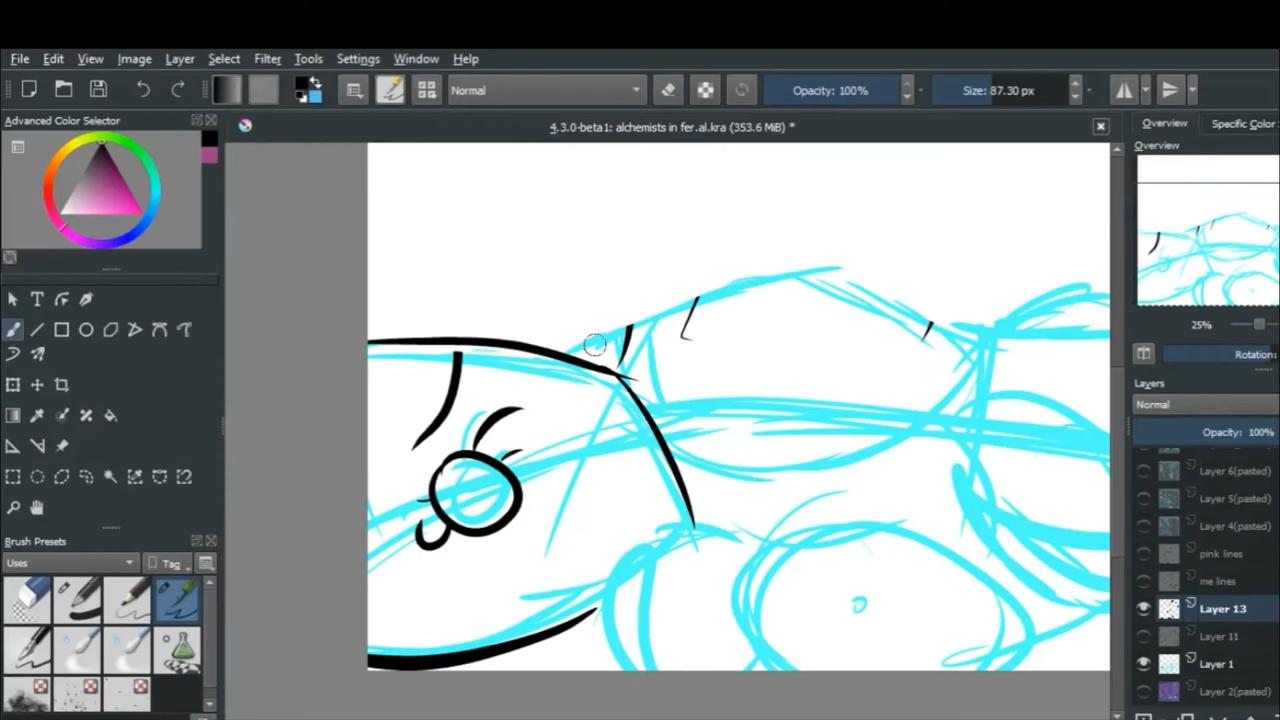 File Edit View Image Layer Select Filter Tools Settings Window Help
Normal Opacity: 100% Size: 87.30 px
Advanced Color Selector
4.3.0-beta1: alchemists in fer.al.kra (353.6 MiB) *
Overview Specific Color
Overview
25%
Rotation:
Layers
Normal
Opacity: 100%
Layer 6(pasted)
Layer 5(pasted)
Layer 4(pasted)
pink lines
me lines
Layer 13
Layer 11
Layer 1
Layer 2(pasted)
Brush Presets
Uses Tag